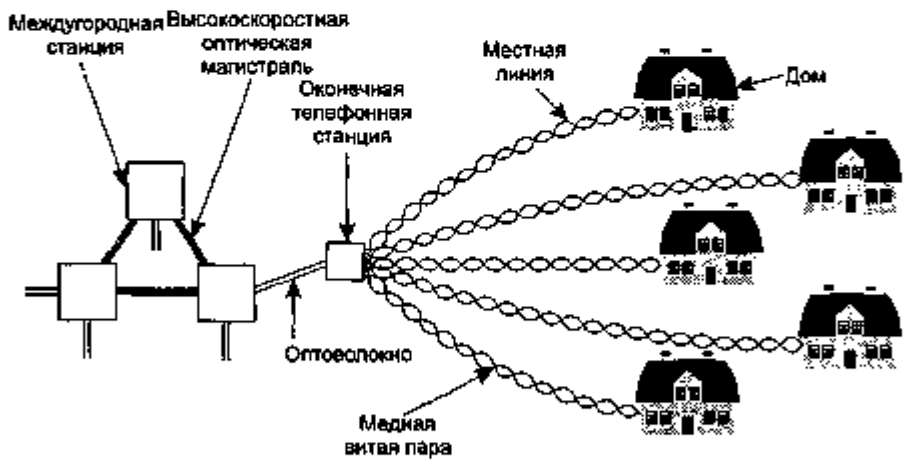 Междугородная
станция
Высокоскоростная
оптическая
магистраль
Оконечная
телефонная
станция
Местная
линия
Дом
Оптоволокно
Медная
витая пара